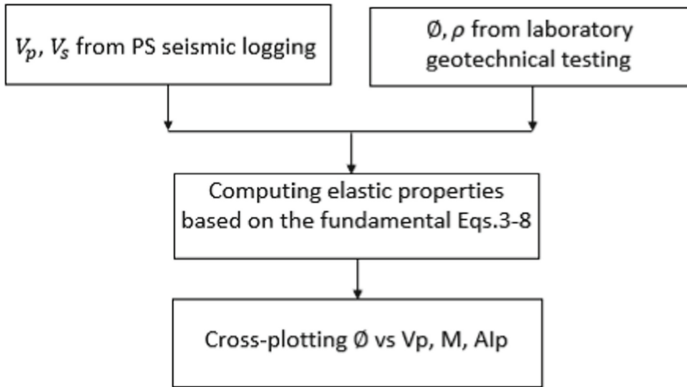 Vp, Vs from PS seismic logging
Ø, ρ from laboratory
geotechnical testing
Computing elastic properties
based on the fundamental Eqs.3-8
Cross-plotting Ø vs Vp, M, AIp